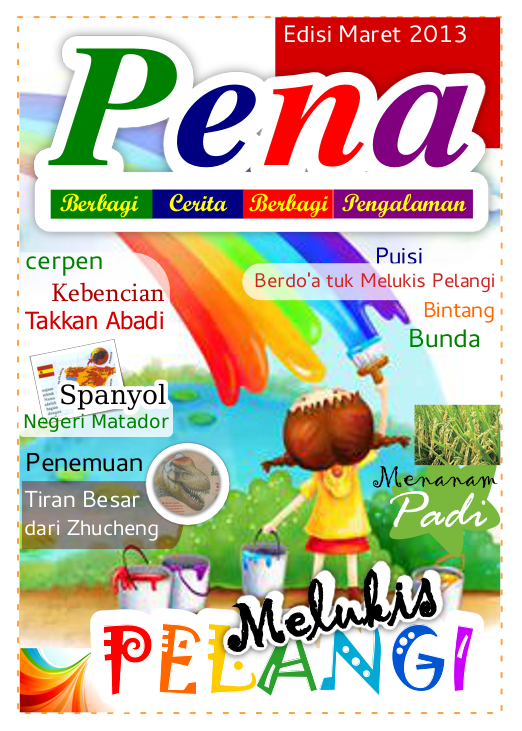 Edisi Maret 2013
Pena
Berbagi Cerita Berbagi Pengalaman
cerpen
Kebencian
Takkan Abadi
Spanyol
Negeri Matador
Penemuan
Tiran Besar
dari Zhucheng
Puisi
Berdo'a tuk Melukis Pelangi
Bintang
Bunda
Menanam
Padi
Melukis
PELANGI